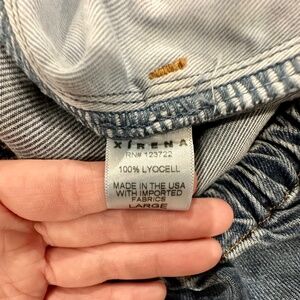 XÍRENA
RN# 123722
100% LYOCELL
MADE IN THE USA
WITH IMPORTED
FABRICS
LARGE